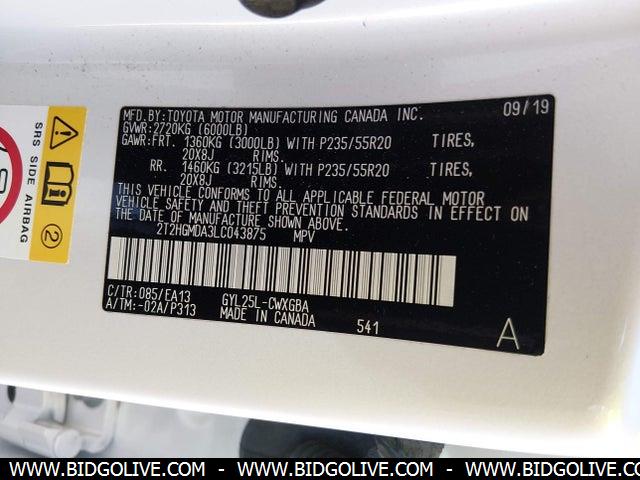 MFD.BY:TOYOTA MOTOR MANUFACTURING CANADA INC. 09/19
GVWR:2720KG (6000LB)
GAWR:FRT. 1360KG (3000LB) WITH P235/55R20 TIRES,
20X8J RIMS.
RR. 1460KG (3215LB) WITH P235/55R20 TIRES,
20X8J RIMS.
THIS VEHICLE CONFORMS TO ALL APPLICABLE FEDERAL MOTOR
VEHICLE SAFETY AND THEFT PREVENTION STANDARDS IN EFFECT ON
THE DATE OF MANUFACTURE SHOWN ABOVE.
2T2HGMDA3LC043875 MPV
C/TR:085/EA13 GYL25L-CWXGBA
A/TM:-02A/P313 MADE IN CANADA 541 A
SRS SIDE AIRBAG
2
WWW.BIDGOLIVE.COM - WWW.BIDGOLIVE.COM - WWW.BIDGOLIVE.COM